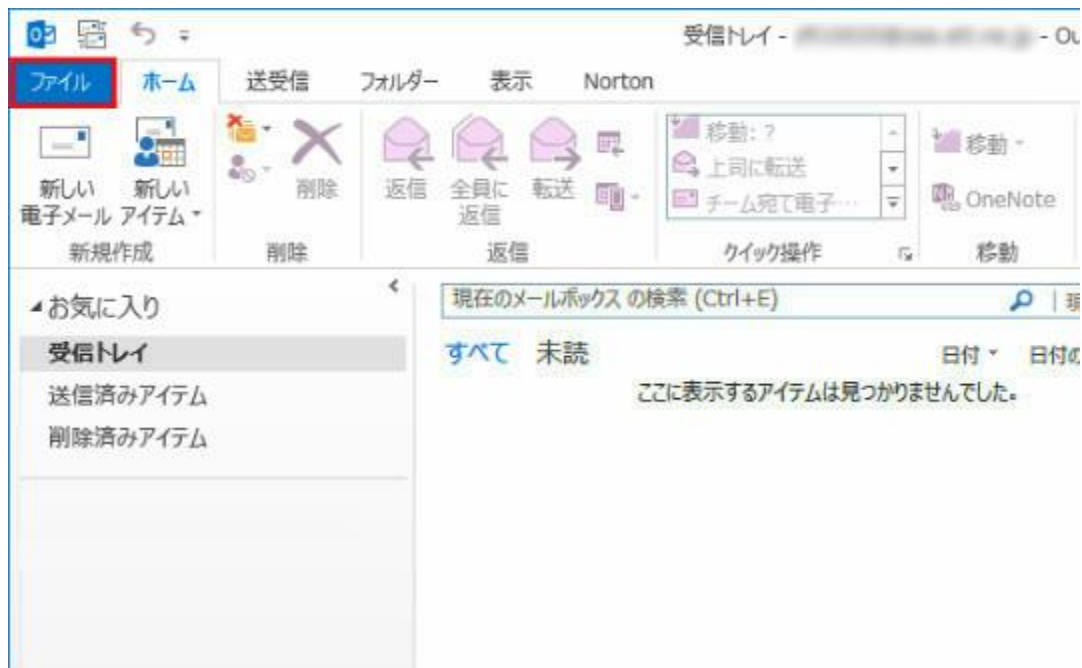 受信トレイ - - Ou
ファイル ホーム 送受信 フォルダー 表示 Norton
新しい
電子メール
新しい
アイテム
新規作成
削除
削除
返信
全員に
返信
転送
返信
移動: ?
上司に転送
チーム宛て電子…
クイック操作
移動
OneNote
移動
お気に入り
受信トレイ
送信済みアイテム
削除済みアイテム
現在のメールボックス の検索 (Ctrl+E)
すべて 未読 日付 日付の
ここに表示するアイテムは見つかりませんでした。